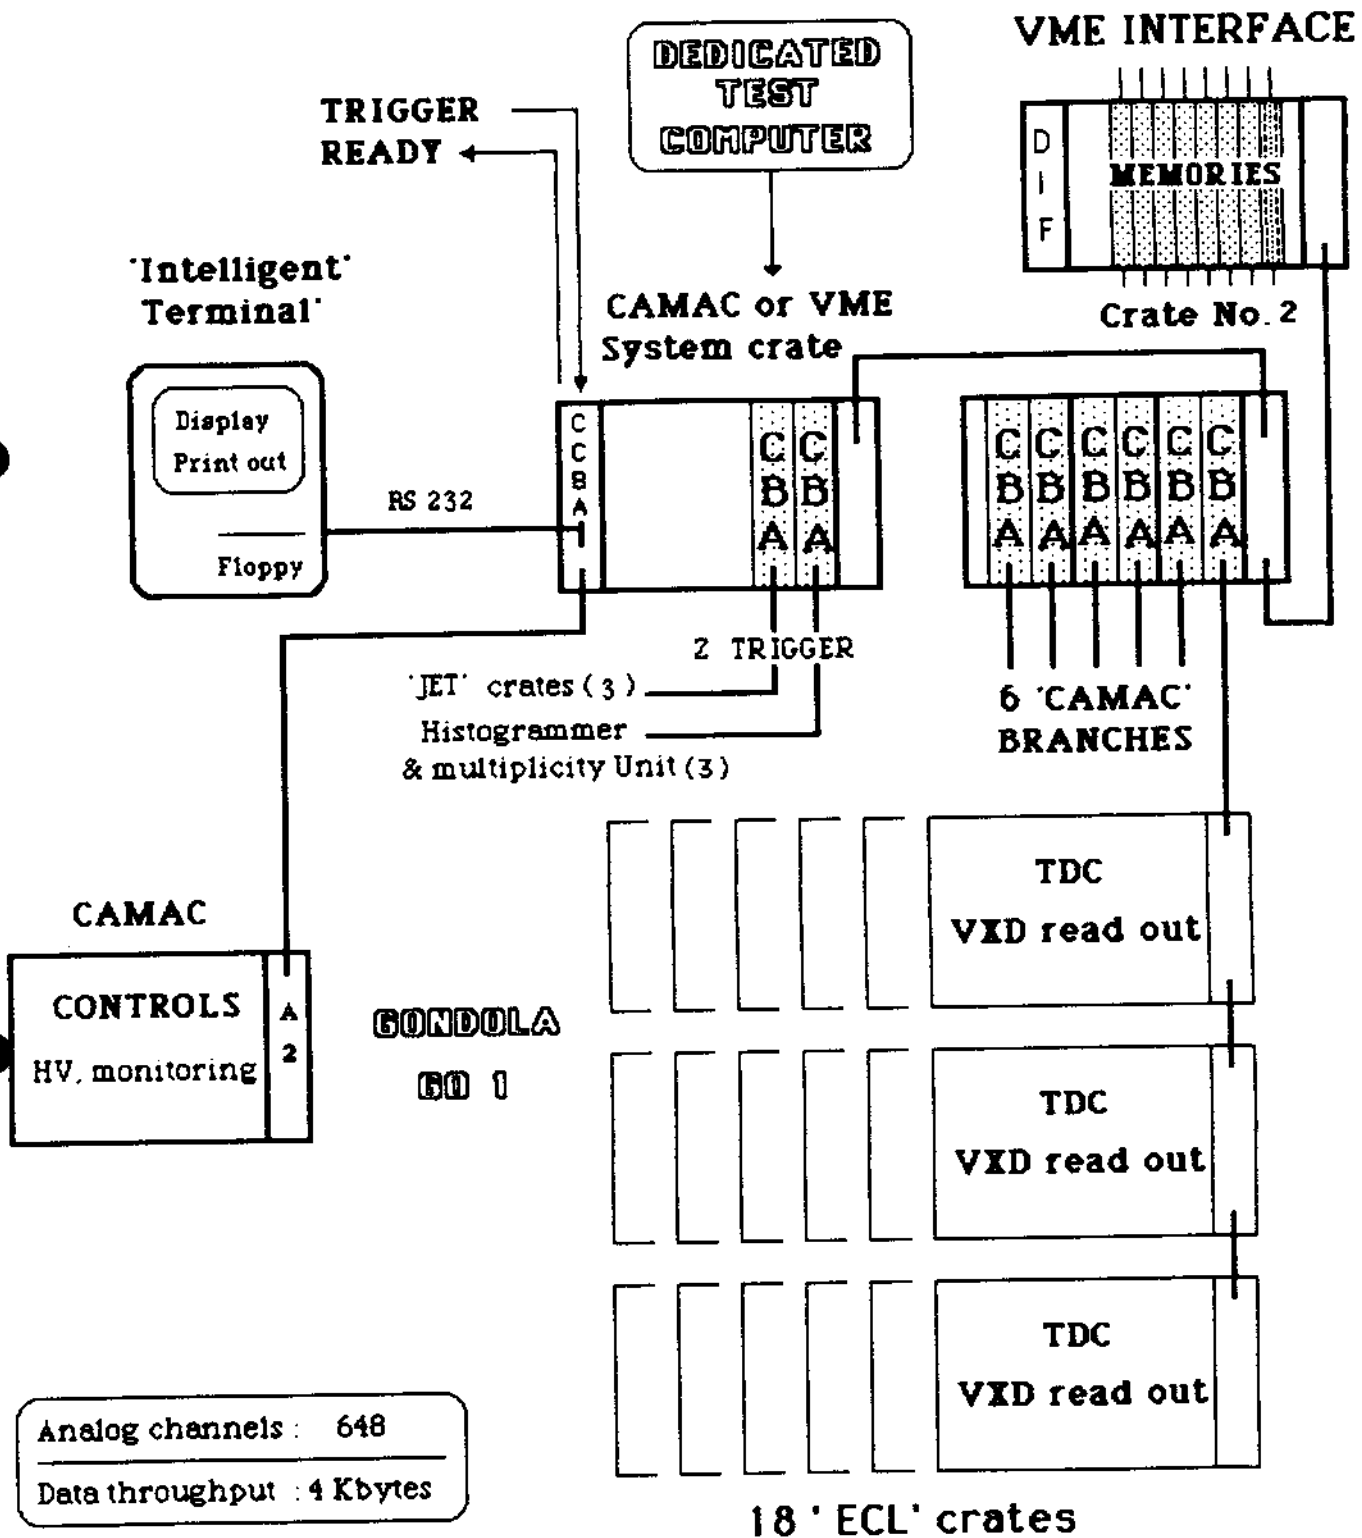 VME INTERFACE
DEDICATED
TEST
COMPUTER
TRIGGER
READY
D
I
F
MEMORIES
Crate No. 2
'Intelligent'
Terminal'
CAMAC or VME
System crate
Display
Print out
Floppy
RS 232
C
C
B
A
C
B
A
C
B
A
C
B
A
C
B
A
C
B
A
C
B
A
C
B
A
C
B
A
2 TRIGGER
'JET' crates (3)
Histogrammer
& multiplicity Unit (3)
6 'CAMAC'
BRANCHES
CAMAC
CONTROLS
HV, monitoring
A
2
GONDOLA
GO 1
TDC
VXD read out
TDC
VXD read out
TDC
VXD read out
Analog channels : 648
Data throughput : 4 Kbytes
18 'ECL' crates